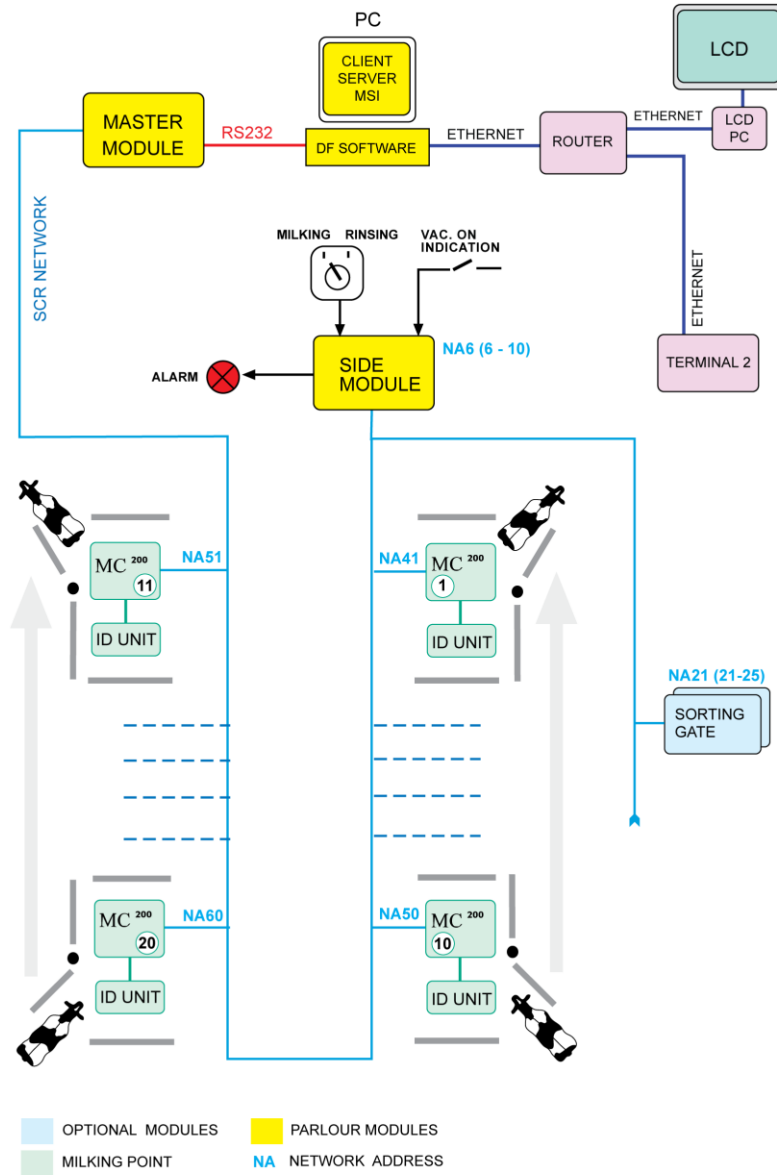 PC
CLIENT
SERVER
MSI
LCD
MASTER
MODULE
RS232
DF SOFTWARE
ETHERNET
ROUTER
ETHERNET
LCD
PC
SCR NETWORK
MILKING RINSING
VAC. ON
INDICATION
ETHERNET
SIDE
MODULE
NA6 (6 - 10)
TERMINAL 2
ALARM
MC 200
11
NA51
ID UNIT
NA41
MC 200
1
ID UNIT
NA21 (21-25)
SORTING
GATE
MC 200
20
NA60
ID UNIT
NA50
MC 200
10
ID UNIT
OPTIONAL MODULES
PARLOUR MODULES
MILKING POINT
NA NETWORK ADDRESS